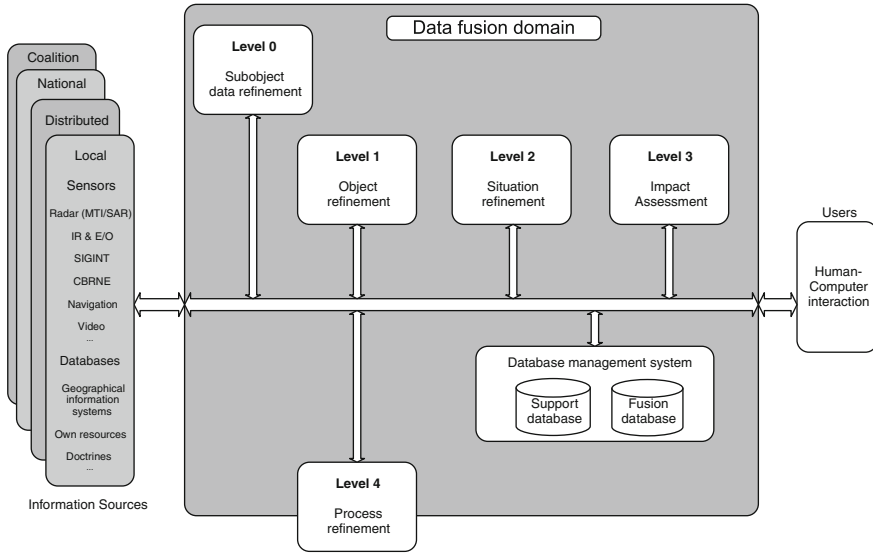 Data fusion domain
Coalition
National
Distributed
Local
Sensors
Radar (MTI/SAR)
IR & E/O
SIGINT
CBRNE
Navigation
Video
...
Databases
Geographical
information
systems
Own resources
Doctrines
...
Information Sources
Level 0
Subobject
data refinement
Level 1
Object
refinement
Level 2
Situation
refinement
Level 3
Impact
Assessment
Users
Human-
Computer
interaction
Database management system
Support
database
Fusion
database
Level 4
Process
refinement